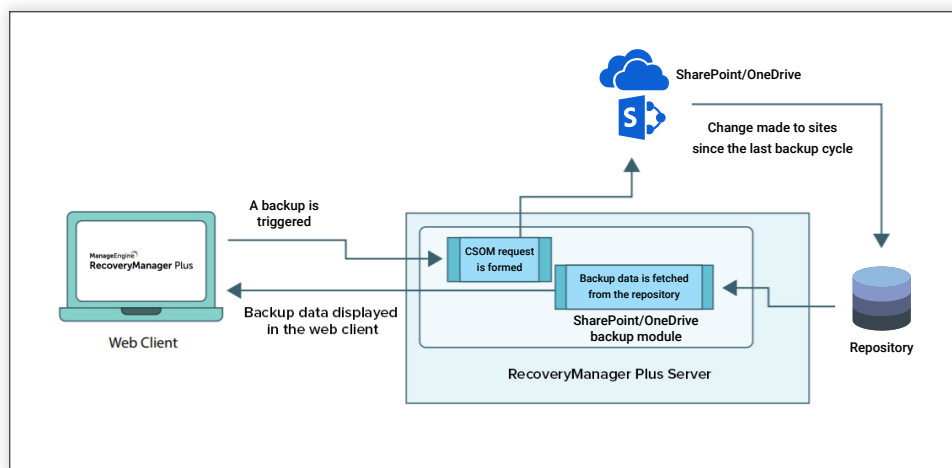 SharePoint/OneDrive
S
Change made to sites
since the last backup cycle
A backup is
triggered
ManageEngine
RecoveryManager Plus
CSOM request
is formed
Backup data is fetched
from the repository
Backup data displayed
in the web client
SharePoint/OneDrive
backup module
Web Client
Repository
RecoveryManager Plus Server